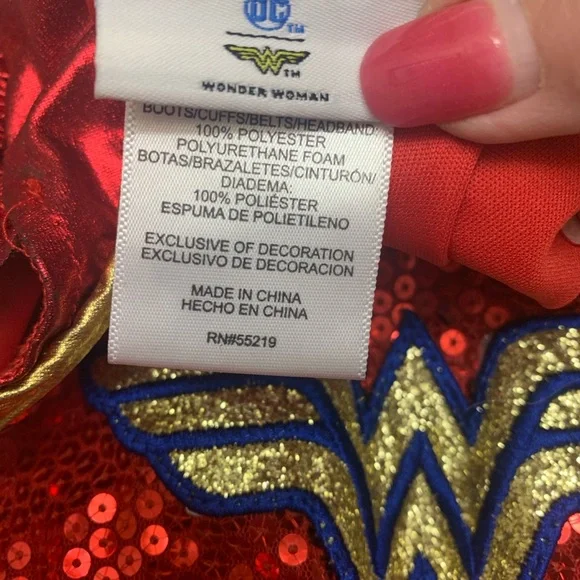 DC TM
TM
WONDER WOMAN
BOOTS/CUFFS/BELTS/HEADBAND:
100% POLYESTER
POLYURETHANE FOAM
BOTAS/BRAZALETES/CINTURÓN/
DIADEMA:
100% POLIÉSTER
ESPUMA DE POLIETILENO
EXCLUSIVE OF DECORATION
EXCLUSIVO DE DECORACION
MADE IN CHINA
HECHO EN CHINA
RN#55219